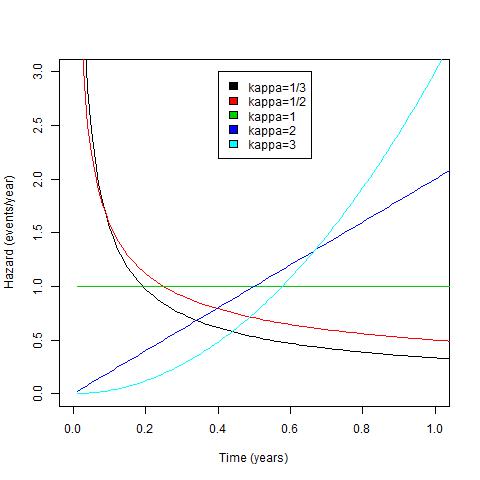 kappa=1/3
kappa=1/2
kappa=1
kappa=2
kappa=3
Hazard (events/year)
3.0
2.5
2.0
1.5
1.0
0.5
0.0
0.0 0.2 0.4 0.6 0.8 1.0
Time (years)